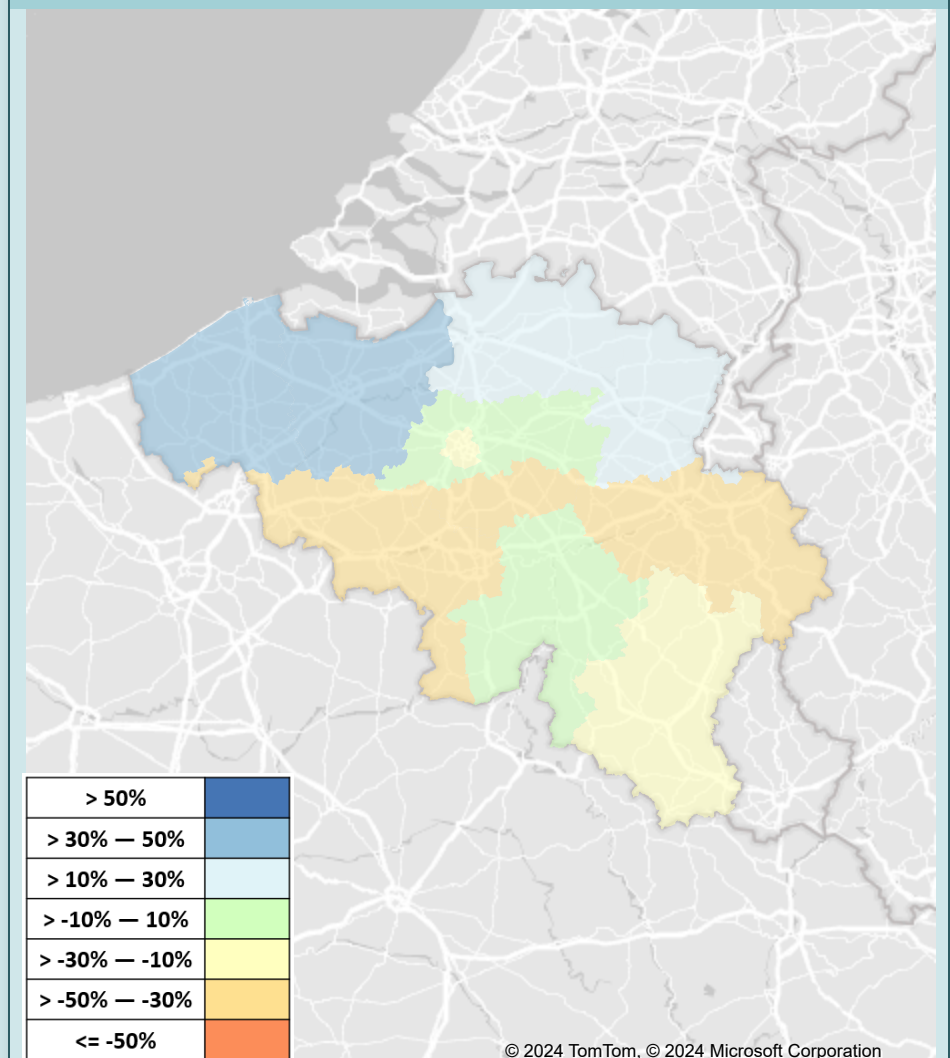 > 50%
> 30% — 50%
> 10% — 30%
> -10% — 10%
> -30% — -10%
> -50% — -30%
<= -50%
© 2024 TomTom, © 2024 Microsoft Corporation